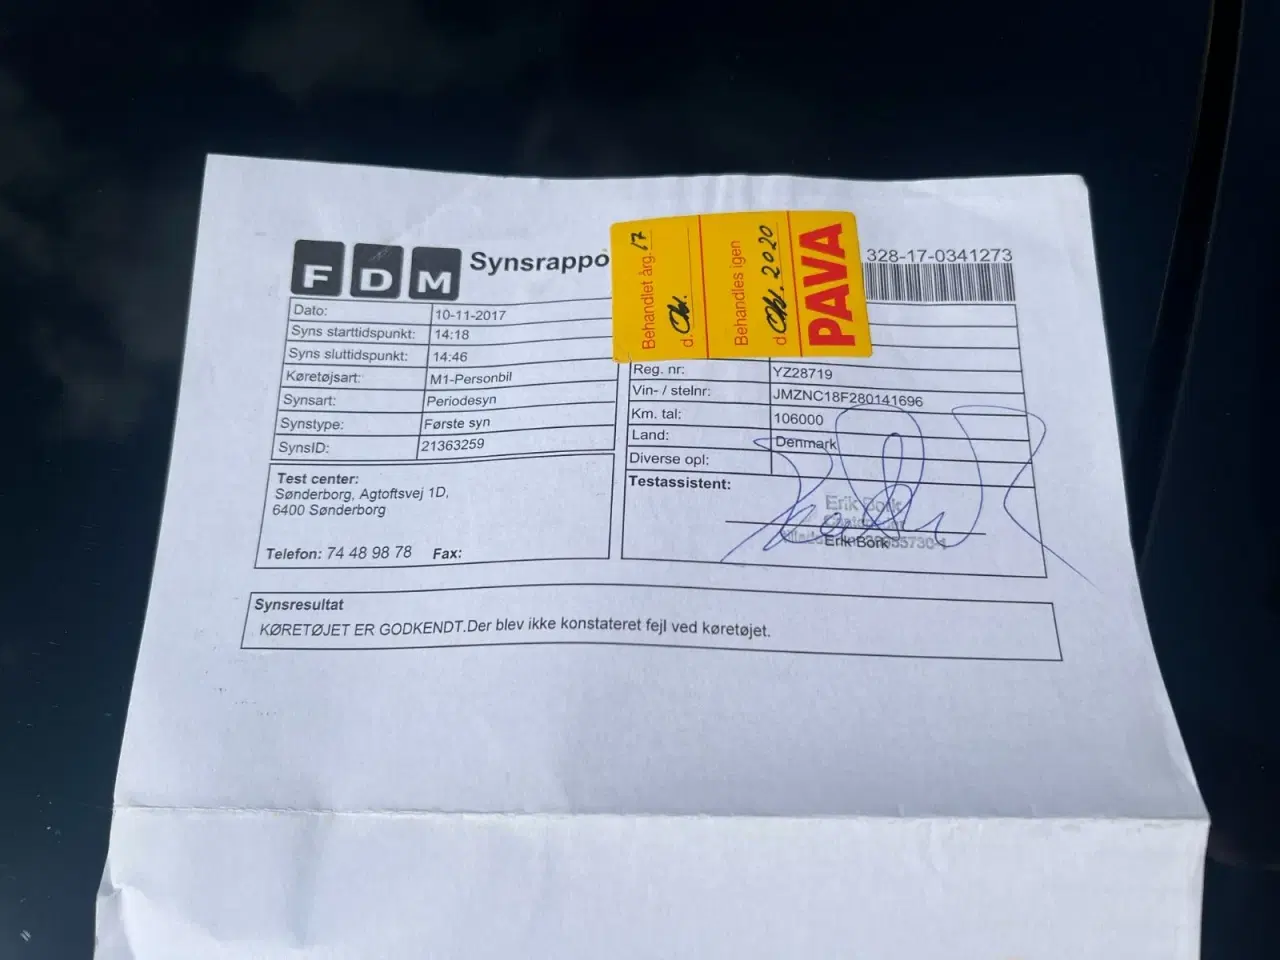 FDM Synsrappo
328-17-0341273
Dato: 10-11-2017
Syns starttidspunkt: 14:18
Syns sluttidspunkt: 14:46
Køretøjsart: M1-Personbil
Synsart: Periodesyn
Synstype: Første syn
SynsID: 21363259
Test center:
Sønderborg, Agtoftsvej 1D,
6400 Sønderborg
Telefon: 74 48 98 78 Fax:
Behandlet årg. 17
d.
Behandles igen
d. 2020
PAVA
Reg. nr: YZ28719
Vin- / stelnr: JMZNC18F280141696
Km. tal: 106000
Land: Denmark
Diverse opl:
Testassistent:
Erik Bork
Erik Bork
Synsresultat
KØRETØJET ER GODKENDT.Der blev ikke konstateret fejl ved køretøjet.